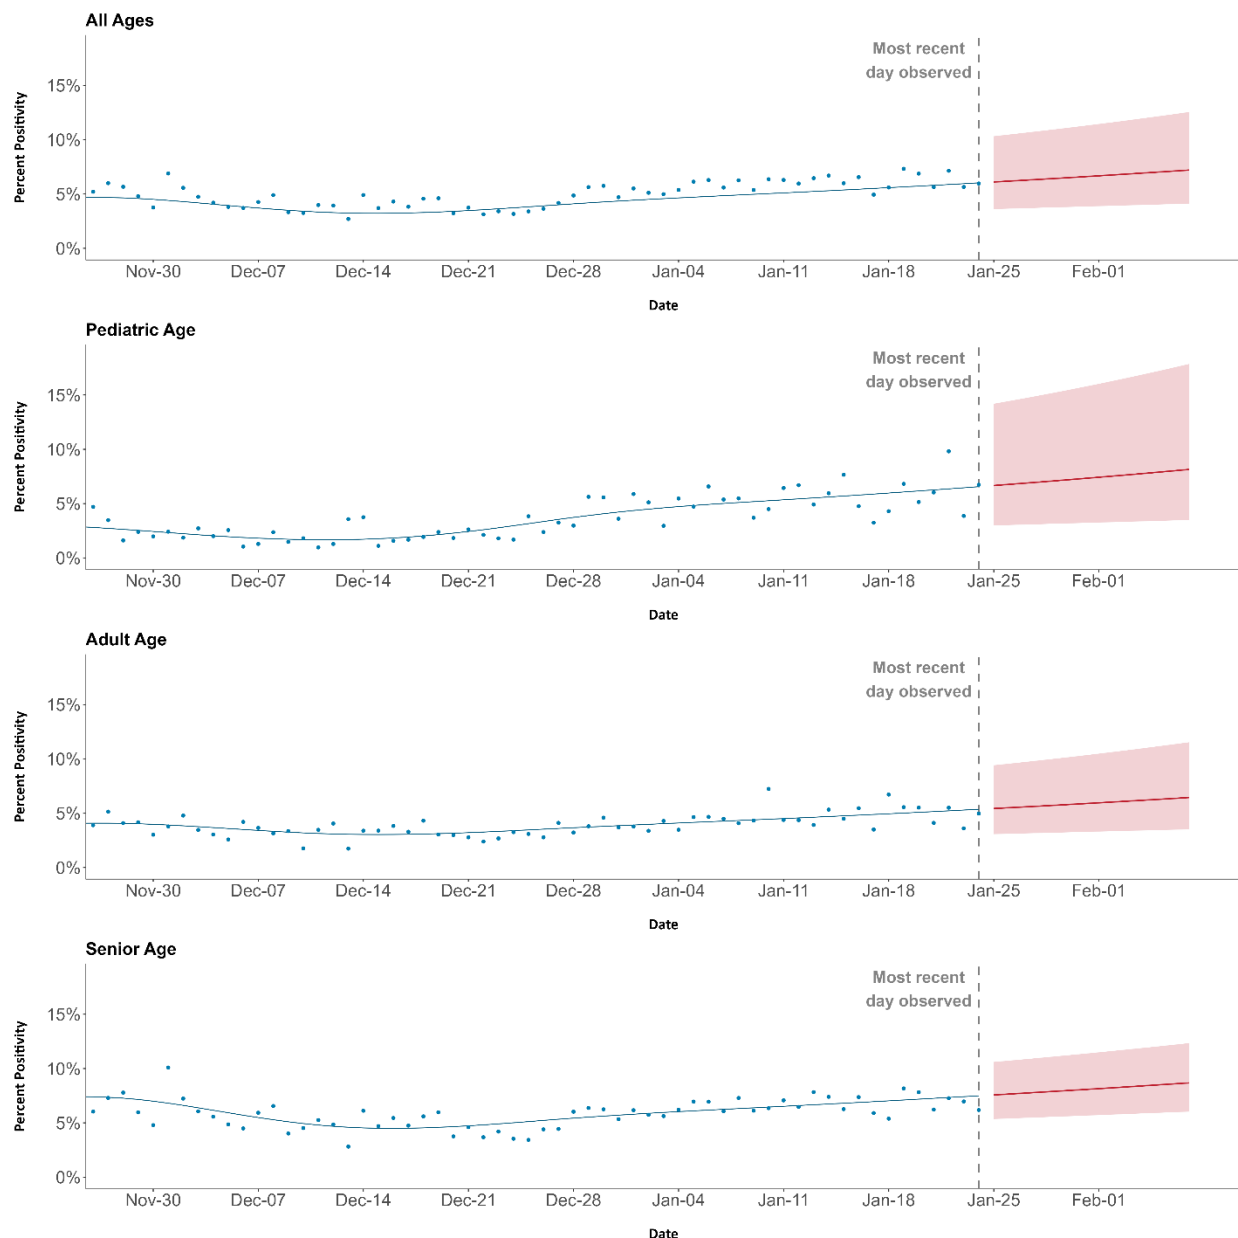 All Ages
Most recent
day observed
Percent Positivity
15%
10%
5%
0%
Nov-30 Dec-07 Dec-14 Dec-21 Dec-28 Jan-04 Jan-11 Jan-18 Jan-25 Feb-01
Date
Pediatric Age
Most recent
day observed
Percent Positivity
15%
10%
5%
0%
Nov-30 Dec-07 Dec-14 Dec-21 Dec-28 Jan-04 Jan-11 Jan-18 Jan-25 Feb-01
Date
Adult Age
Most recent
day observed
Percent Positivity
15%
10%
5%
0%
Nov-30 Dec-07 Dec-14 Dec-21 Dec-28 Jan-04 Jan-11 Jan-18 Jan-25 Feb-01
Date
Senior Age
Most recent
day observed
Percent Positivity
15%
10%
5%
0%
Nov-30 Dec-07 Dec-14 Dec-21 Dec-28 Jan-04 Jan-11 Jan-18 Jan-25 Feb-01
Date